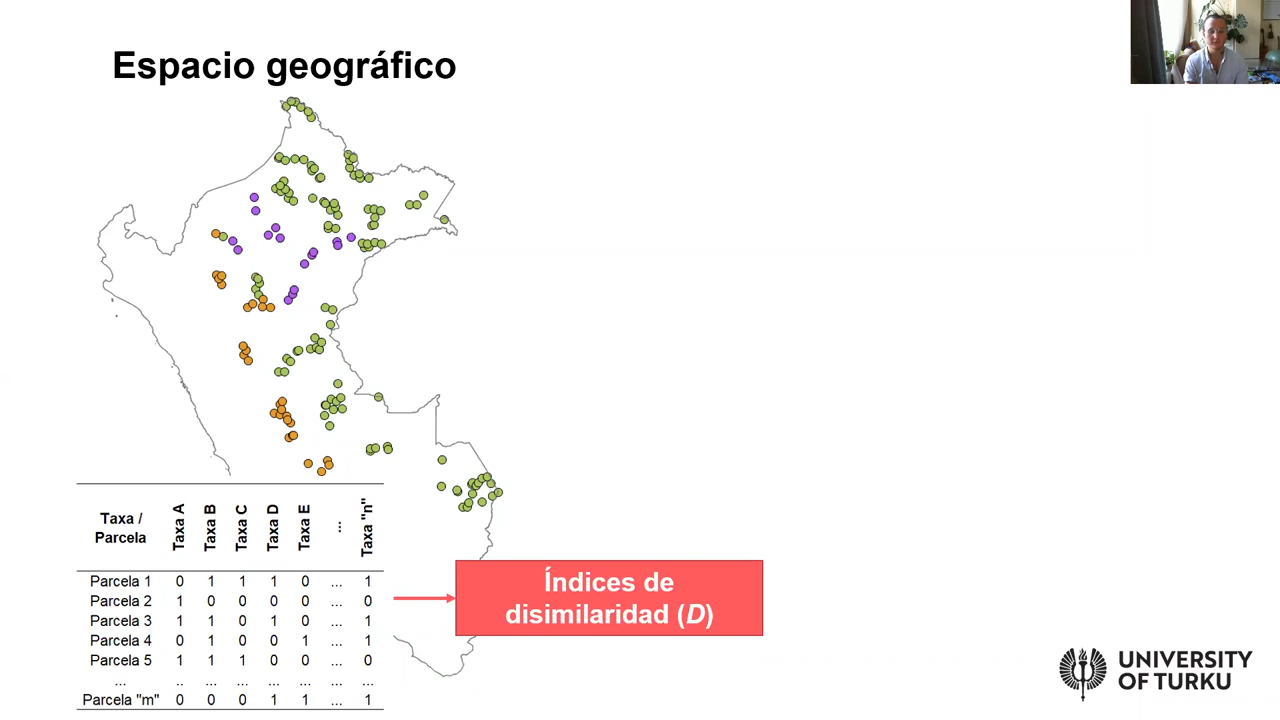 Espacio geográfico
Taxa / Parcela Taxa A Taxa B Taxa C Taxa D Taxa E ... Taxa "n"
Parcela 1 0 1 1 1 0 ... 1
Parcela 2 1 0 0 0 0 ... 0
Parcela 3 1 1 0 1 0 ... 1
Parcela 4 0 1 0 0 1 ... 1
Parcela 5 1 1 1 0 0 ... 0
... .. ... ... ... ... ... ...
Parcela "m" 0 0 0 1 1 ... 1
Índices de
disimilaridad (D)
UNIVERSITY
OF TURKU